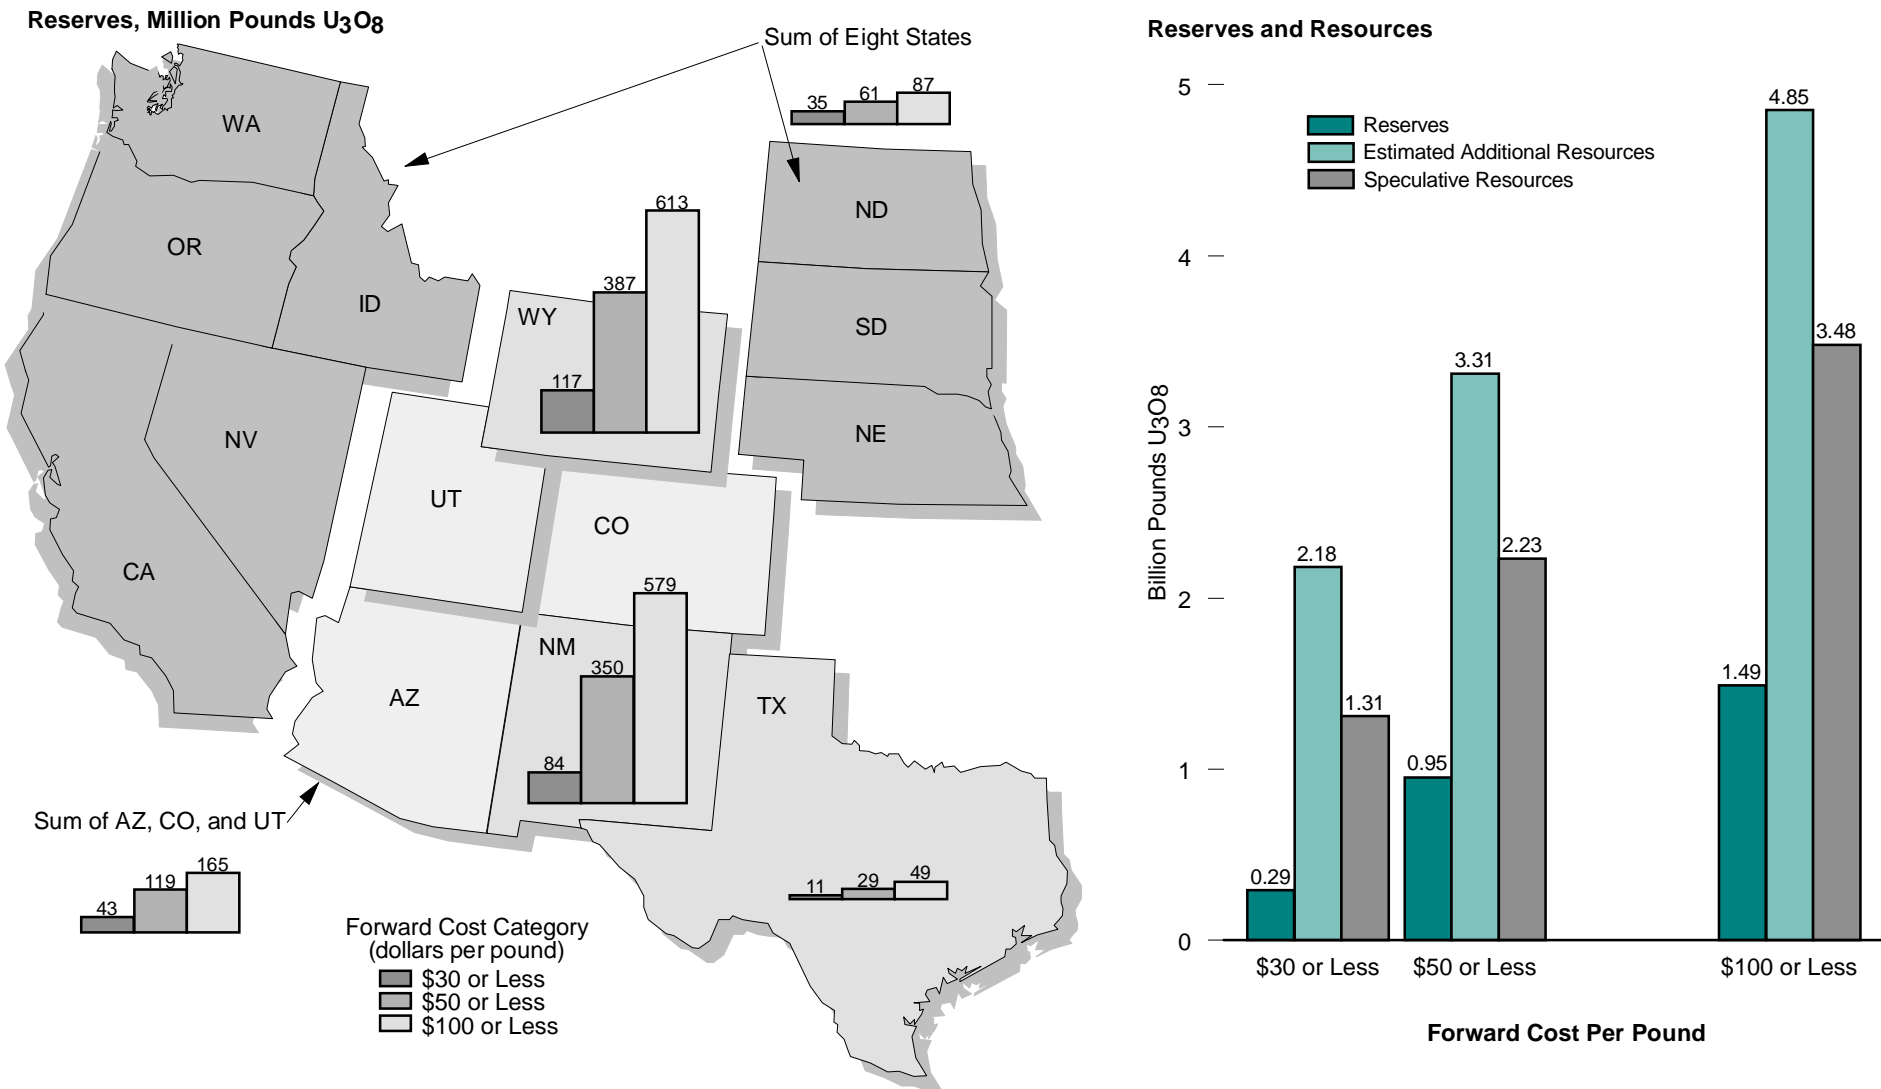 Reserves, Million Pounds U3O8
Sum of Eight States
35 61 87
WA
OR
ID
NV
CA
ND
SD
NE
WY
117 387 613
UT
CO
AZ
NM
84 350 579
TX
11 29 49
Sum of AZ, CO, and UT
43 119 165
Forward Cost Category
(dollars per pound)
$30 or Less
$50 or Less
$100 or Less
Reserves and Resources
Reserves
Estimated Additional Resources
Speculative Resources
Billion Pounds U3O8
5
4
3
2
1
0
0.29 2.18 1.31
0.95 3.31 2.23
1.49 4.85 3.48
$30 or Less $50 or Less $100 or Less
Forward Cost Per Pound